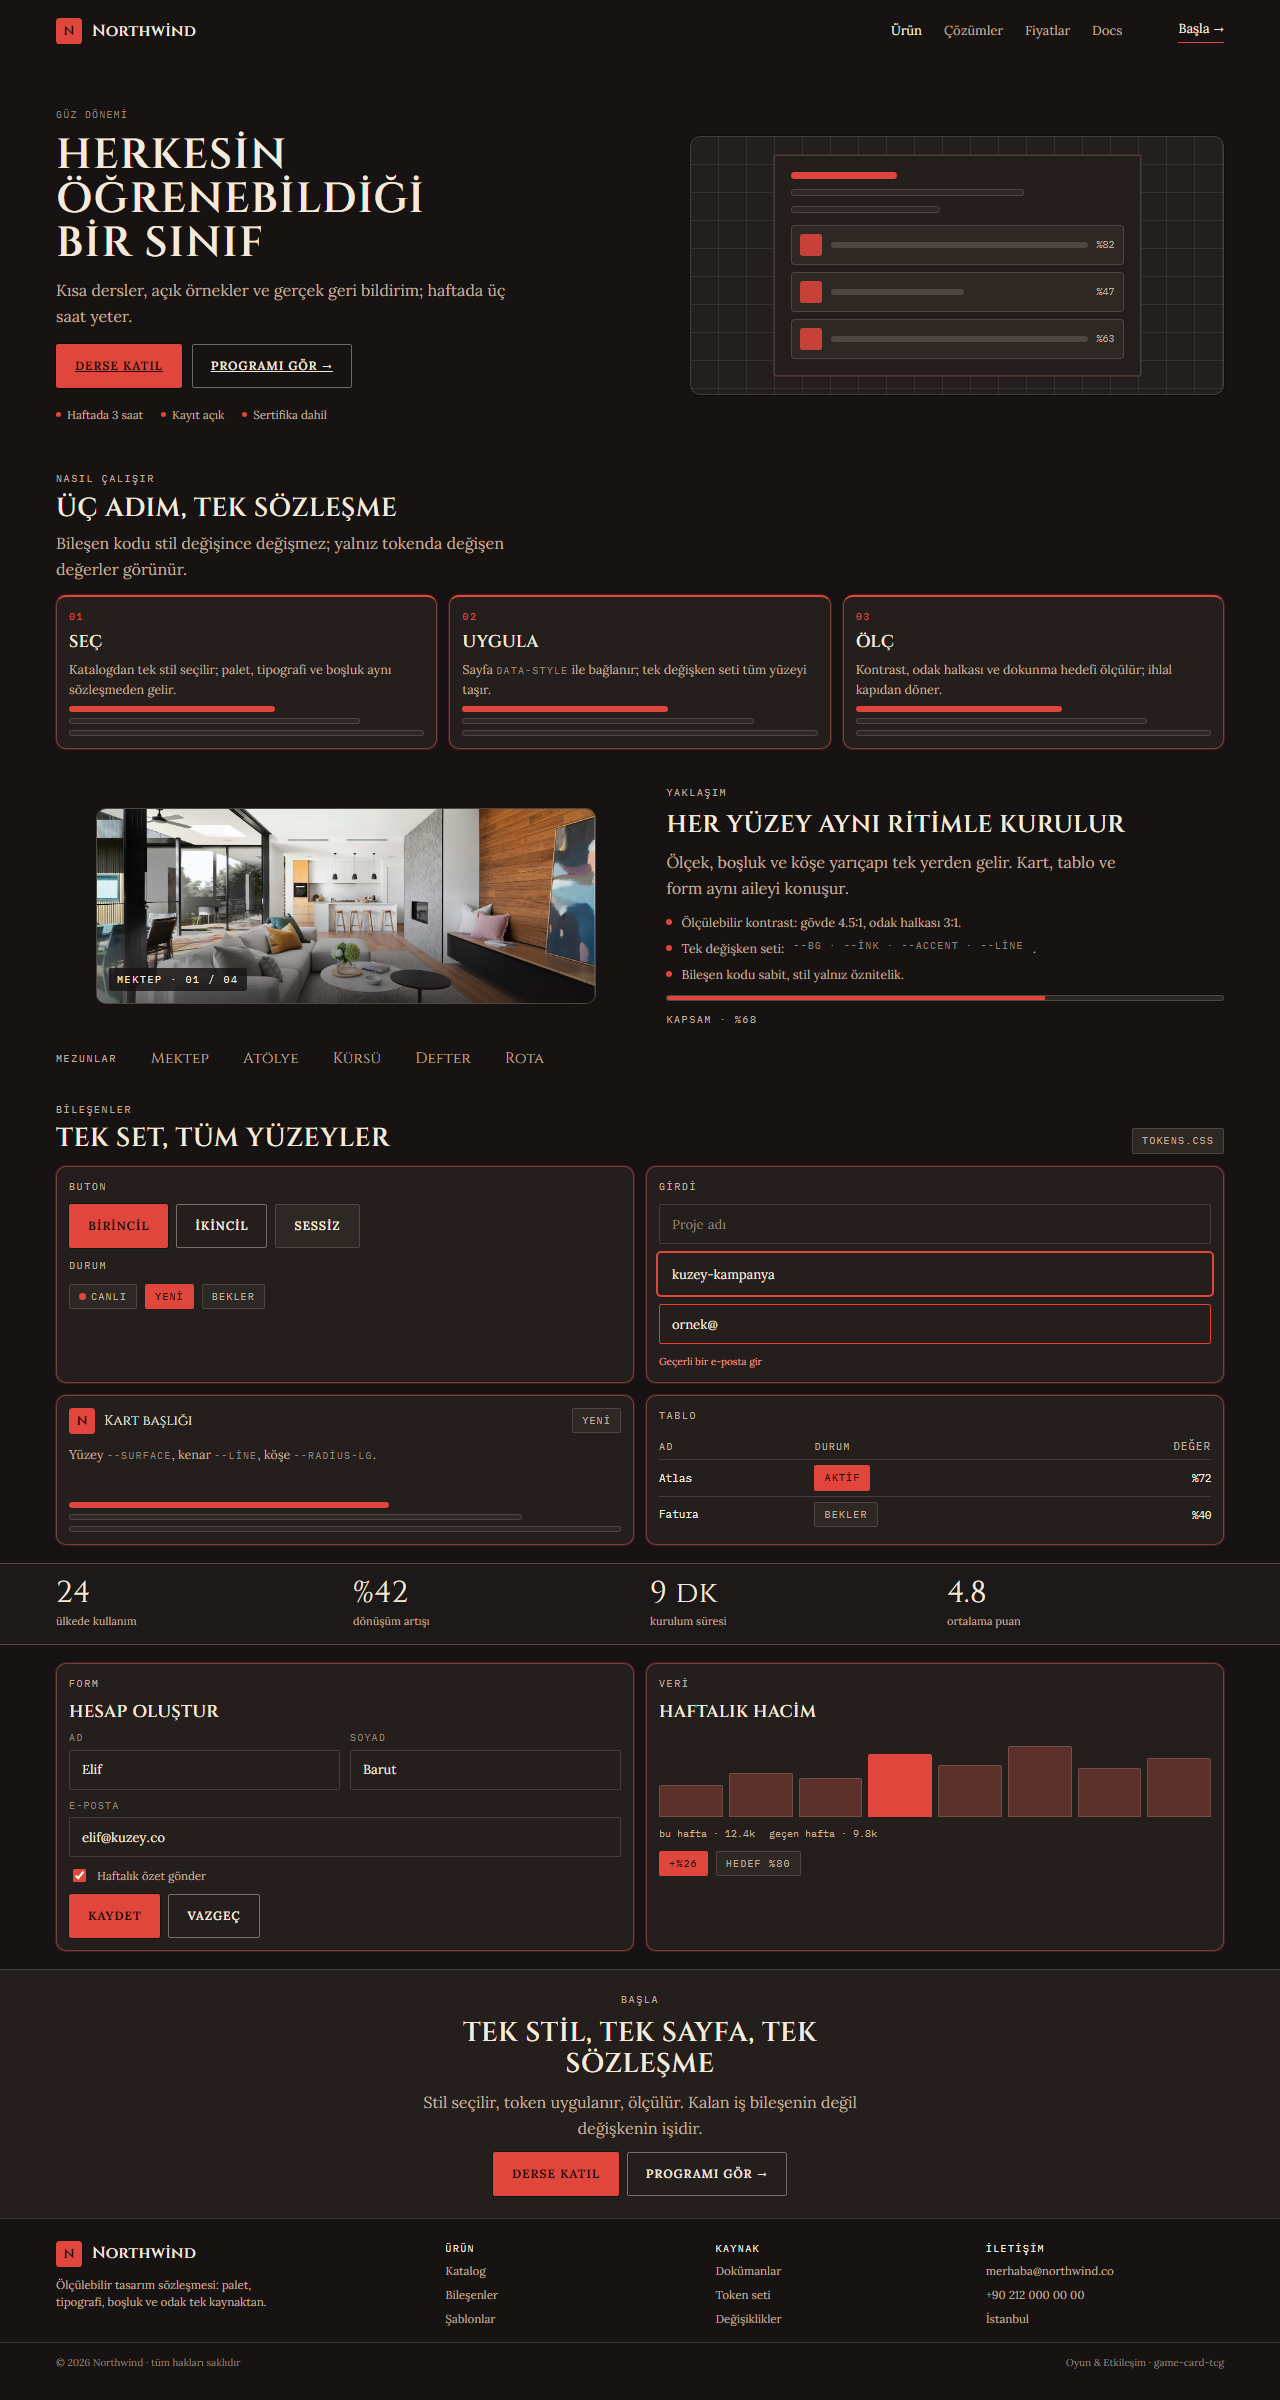 N NORTHWİND
Ürün Çözümler Fiyatlar Docs Başla →
GÜZ DÖNEMİ
HERKESİN
ÖĞRENEBİLDİĞİ
BİR SINIF
Kısa dersler, açık örnekler ve gerçek geri bildirim; haftada üç
saat yeter.
DERSE KATIL PROGRAMI GÖR →
Haftada 3 saat Kayıt açık Sertifika dahil
%82
%47
%63
NASIL ÇALIŞIR
ÜÇ ADIM, TEK SÖZLEŞME
Bileşen kodu stil değişince değişmez; yalnız tokenda değişen
değerler görünür.
01
SEÇ
Katalogdan tek stil seçilir; palet, tipografi ve boşluk aynı
sözleşmeden gelir.
02
UYGULA
Sayfa DATA-STYLE ile bağlanır; tek değişken seti tüm yüzeyi
taşır.
03
ÖLÇ
Kontrast, odak halkası ve dokunma hedefi ölçülür; ihlal
kapıdan döner.
MEKTEP · 01 / 04
YAKLAŞIM
HER YÜZEY AYNI RİTİMLE KURULUR
Ölçek, boşluk ve köşe yarıçapı tek yerden gelir. Kart, tablo ve
form aynı aileyi konuşur.
Ölçülebilir kontrast: gövde 4.5:1, odak halkası 3:1.
Tek değişken seti: --BG · --İNK · --ACCENT · --LİNE .
Bileşen kodu sabit, stil yalnız öznitelik.
KAPSAM · %68
MEZUNLAR MEKTEP ATÖLYE KÜRSÜ DEFTER ROTA
BİLEŞENLER
TEK SET, TÜM YÜZEYLER
TOKENS.CSS
BUTON
BİRİNCİL İKİNCİL SESSİZ
DURUM
CANLI YENİ BEKLER
GİRDİ
Proje adı
kuzey-kampanya
ornek@
Geçerli bir e-posta gir
N KART BAŞLIĞI YENİ
Yüzey --SURFACE, kenar --LİNE, köşe --RADİUS-LG.
TABLO
AD DURUM DEĞER
Atlas AKTİF %72
Fatura BEKLER %40
24 %42 9 DK 4.8
ülkede kullanım dönüşüm artışı kurulum süresi ortalama puan
FORM
HESAP OLUŞTUR
AD SOYAD
Elif Barut
E-POSTA
elif@kuzey.co
Haftalık özet gönder
KAYDET VAZGEÇ
VERİ
HAFTALIK HACİM
bu hafta · 12.4k geçen hafta · 9.8k
+%26 HEDEF %80
BAŞLA
TEK STİL, TEK SAYFA, TEK
SÖZLEŞME
Stil seçilir, token uygulanır, ölçülür. Kalan iş bileşenin değil
değişkenin işidir.
DERSE KATIL PROGRAMI GÖR →
N NORTHWİND
Ölçülebilir tasarım sözleşmesi: palet,
tipografi, boşluk ve odak tek kaynaktan.
ÜRÜN
Katalog
Bileşenler
Şablonlar
KAYNAK
Dokümanlar
Token seti
Değişiklikler
İLETİŞİM
merhaba@northwind.co
+90 212 000 00 00
İstanbul
© 2026 Northwind · tüm hakları saklıdır
Oyun & Etkileşim · game-card-tcg